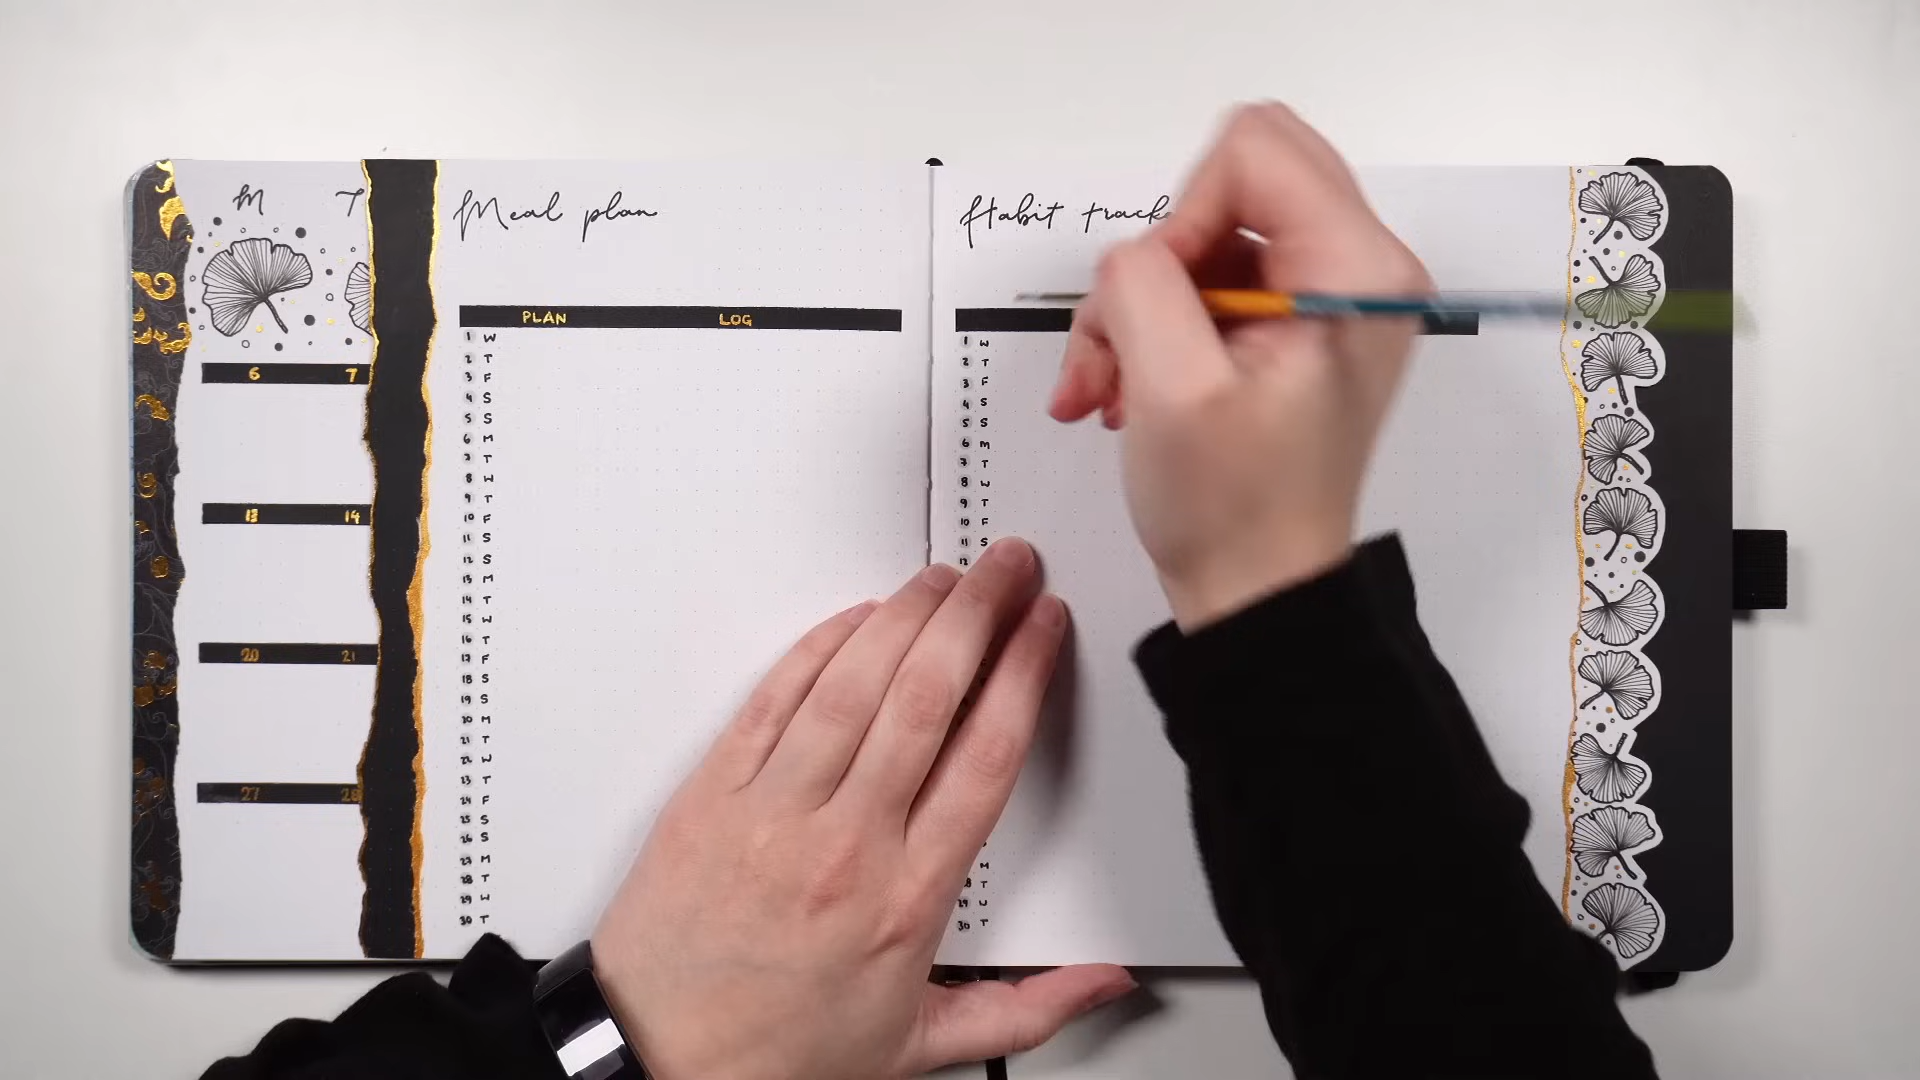 M T
6 7
13 14
20 21
27 28
Meal plan
PLAN LOG
1 W
2 T
3 F
4 S
5 S
6 M
7 T
8 W
9 T
10 F
11 S
12 S
13 M
14 T
15 W
16 T
17 F
18 S
19 S
20 M
21 T
22 W
23 T
24 F
25 S
26 S
27 M
28 T
29 W
30 T
Habit tracke
1 W
2 T
3 F
4 S
5 S
6 M
7 T
8 W
9 T
10 F
11 S
12
M
8 T
29 W
30 T